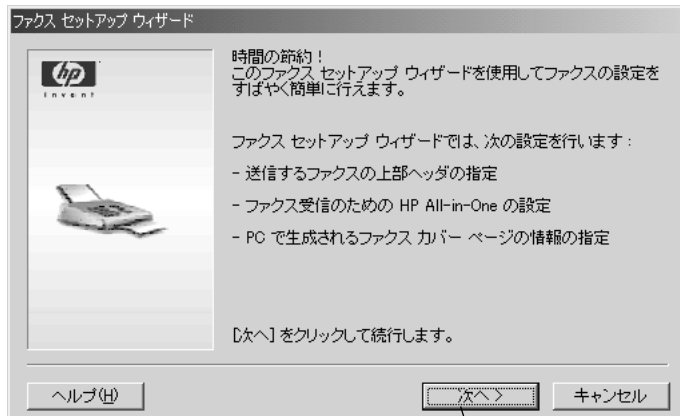 ファクス セットアップ ウィザード
hp
invent
時間の節約！
このファクス セットアップ ウィザードを使用してファクスの設定を
すばやく簡単に行えます。
ファクス セットアップ ウィザードでは、次の設定を行います：
- 送信するファクスの上部ヘッダの指定
- ファクス受信のための HP All-in-One の設定
- PC で生成されるファクス カバー ページの情報の指定
[次へ] をクリックして続行します。
ヘルプ(H)
次へ >
キャンセル